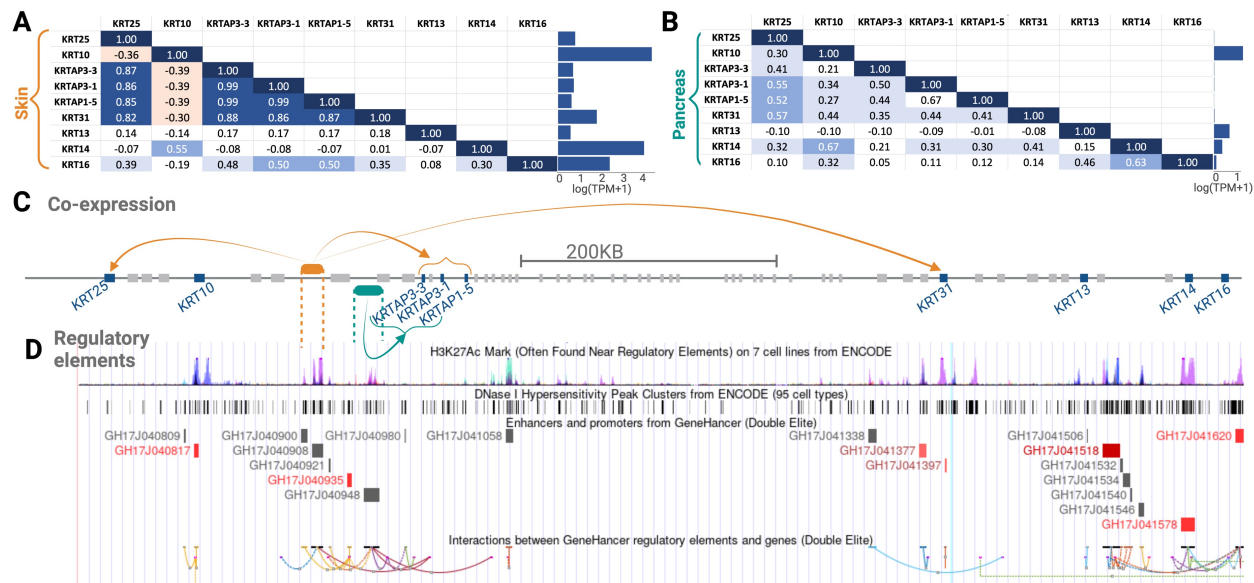 A
KRT25 KRT10 KRTAP3-3 KRTAP3-1 KRTAP1-5 KRT31 KRT13 KRT14 KRT16
Skin
KRT25 1.00
KRT10 -0.36 1.00
KRTAP3-3 0.87 -0.39 1.00
KRTAP3-1 0.86 -0.39 0.99 1.00
KRTAP1-5 0.85 -0.39 0.99 0.99 1.00
KRT31 0.82 -0.30 0.88 0.86 0.87 1.00
KRT13 0.14 -0.14 0.17 0.17 0.17 0.18 1.00
KRT14 -0.07 0.55 -0.08 -0.08 -0.07 0.01 -0.07 1.00
KRT16 0.39 -0.19 0.48 0.50 0.50 0.35 0.08 0.30 1.00
0 1 2 3 4
log(TPM+1)
B
KRT25 KRT10 KRTAP3-3 KRTAP3-1 KRTAP1-5 KRT31 KRT13 KRT14 KRT16
Pancreas
KRT25 1.00
KRT10 0.30 1.00
KRTAP3-3 0.41 0.21 1.00
KRTAP3-1 0.55 0.34 0.50 1.00
KRTAP1-5 0.52 0.27 0.44 0.67 1.00
KRT31 0.57 0.44 0.35 0.44 0.41 1.00
KRT13 -0.10 -0.10 -0.10 -0.09 -0.01 -0.08 1.00
KRT14 0.32 0.67 0.21 0.31 0.30 0.41 0.15 1.00
KRT16 0.10 0.32 0.05 0.11 0.12 0.14 0.46 0.63 1.00
0 1
log(TPM+1)
C Co-expression
200KB
KRT25
KRT10
KRTAP3-3
KRTAP3-1
KRTAP1-5
KRT31
KRT13
KRT14
KRT16
D Regulatory
elements
H3K27Ac Mark (Often Found Near Regulatory Elements) on 7 cell lines from ENCODE
DNase I Hypersensitivity Peak Clusters from ENCODE (95 cell types)
Enhancers and promoters from GeneHancer (Double Elite)
GH17J040809 GH17J040900 GH17J040980 GH17J041058 GH17J041338 GH17J041506 GH17J041620
GH17J040817 GH17J040908 GH17J041377 GH17J041518
GH17J040921 GH17J041397 GH17J041532
GH17J040935 GH17J041534
GH17J040948 GH17J041540
GH17J041546
GH17J041578
Interactions between GeneHancer regulatory elements and genes (Double Elite)